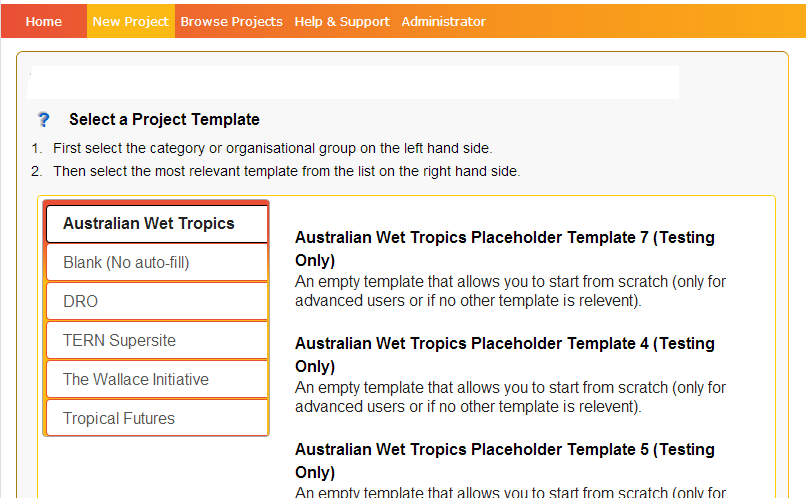 Home New Project Browse Projects Help & Support Administrator
? Select a Project Template
1. First select the category or organisational group on the left hand side.
2. Then select the most relevant template from the list on the right hand side.
Australian Wet Tropics
Blank (No auto-fill)
DRO
TERN Supersite
The Wallace Initiative
Tropical Futures
Australian Wet Tropics Placeholder Template 7 (Testing
Only)
An empty template that allows you to start from scratch (only for
advanced users or if no other template is relevent).
Australian Wet Tropics Placeholder Template 4 (Testing
Only)
An empty template that allows you to start from scratch (only for
advanced users or if no other template is relevent).
Australian Wet Tropics Placeholder Template 5 (Testing
Only)
An empty template that allows you to start from scratch (only for